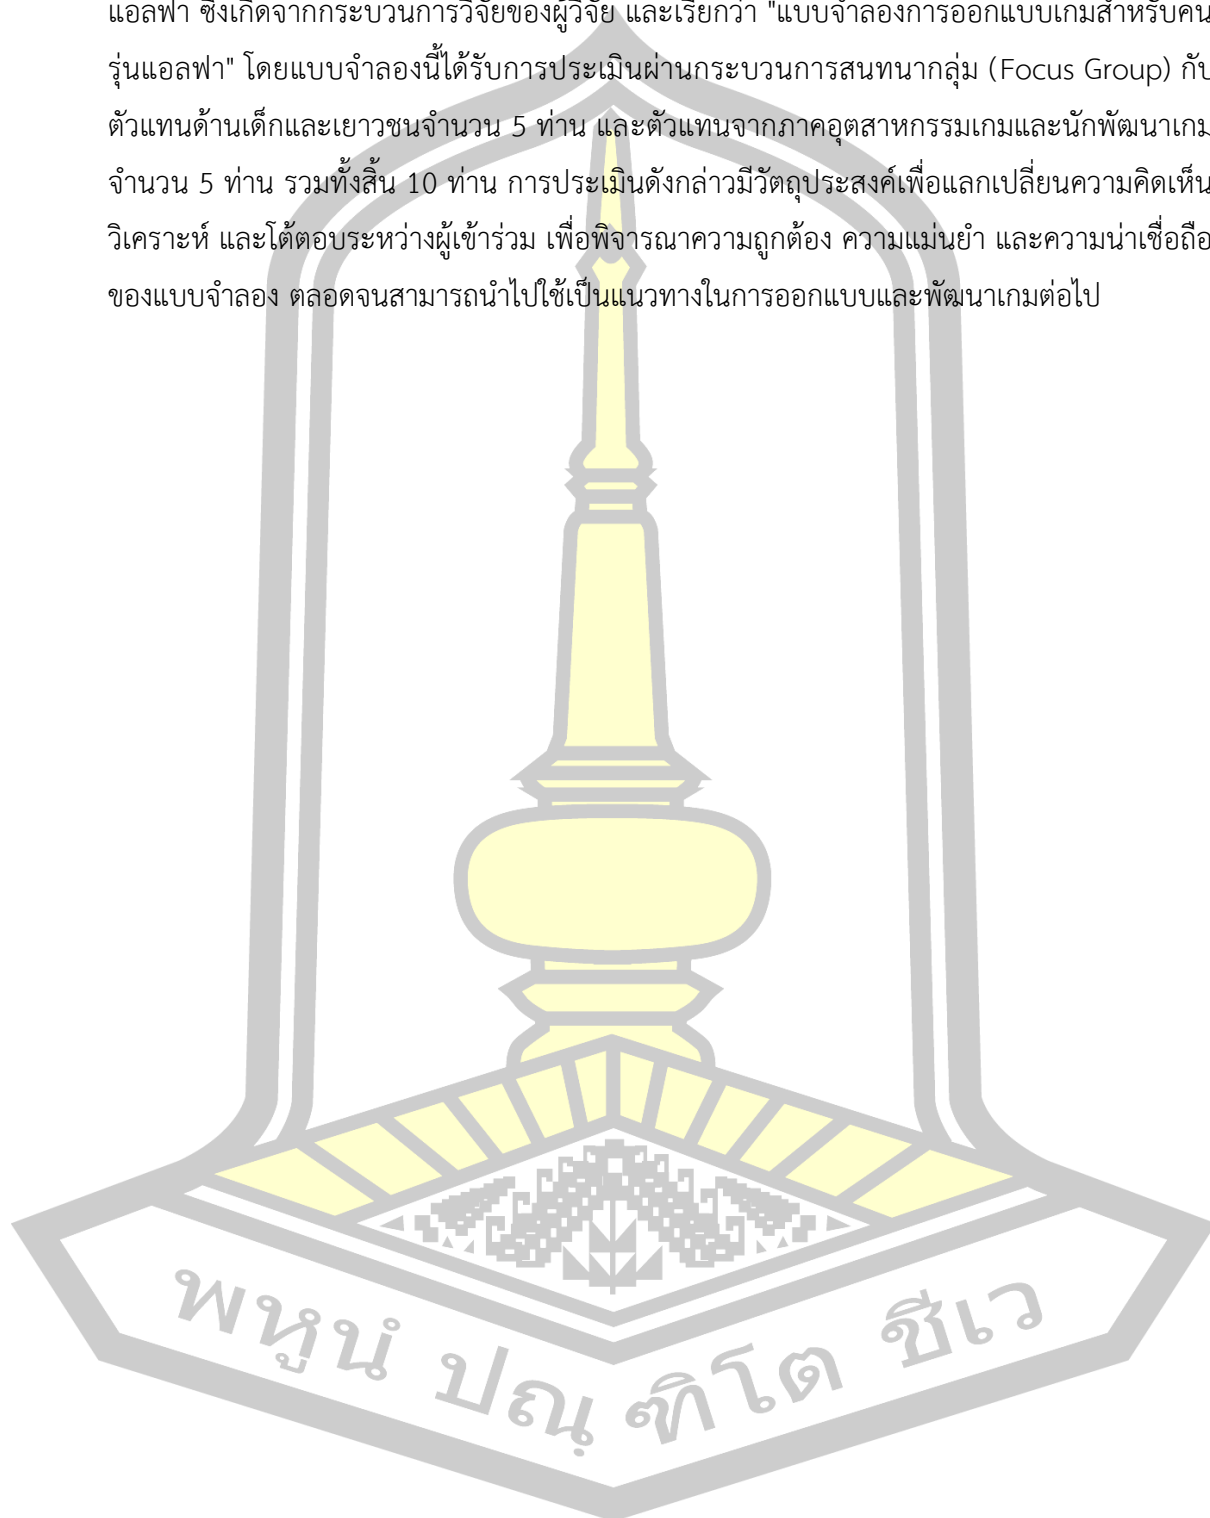 แอลฟา ซึ่งเกิดจากกระบวนการวิจัยของผู้วิจัย และเรียกว่า "แบบจำลองการออกแบบเกมสำหรับคน
รุ่นแอลฟา" โดยแบบจำลองนี้ได้รับการประเมินผ่านกระบวนการสนทนากลุ่ม (Focus Group) กับ
ตัวแทนด้านเด็กและเยาวชนจำนวน 5 ท่าน และตัวแทนจากภาคอุตสาหกรรมเกมและนักพัฒนาเกม
จำนวน 5 ท่าน รวมทั้งสิ้น 10 ท่าน การประเมินดังกล่าวมีวัตถุประสงค์เพื่อแลกเปลี่ยนความคิดเห็น
วิเคราะห์ และโต้ตอบระหว่างผู้เข้าร่วม เพื่อพิจารณาความถูกต้อง ความแม่นยำ และความน่าเชื่อถือ
ของแบบจำลอง ตลอดจนสามารถนำไปใช้เป็นแนวทางในการออกแบบและพัฒนาเกมต่อไป
พหูนํ ปณฺฑิโต ชีเว